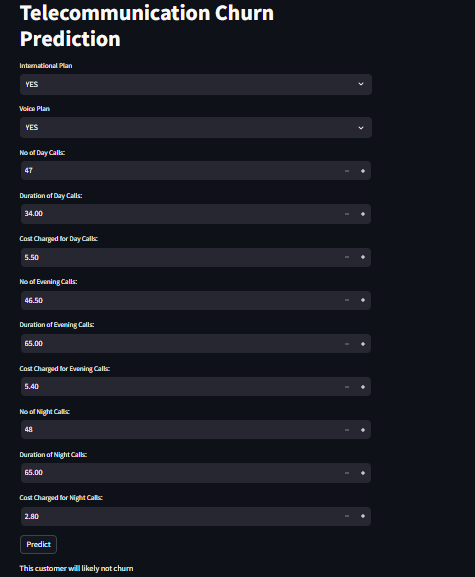 Telecommunication Churn
Prediction
International Plan
YES
Voice Plan
YES
No of Day Calls:
47
Duration of Day Calls:
34.00
Cost Charged for Day Calls:
5.50
No of Evening Calls:
46.50
Duration of Evening Calls:
65.00
Cost Charged for Evening Calls:
5.40
No of Night Calls:
48
Duration of Night Calls:
65.00
Cost Charged for Night Calls:
2.80
Predict
This customer will likely not churn